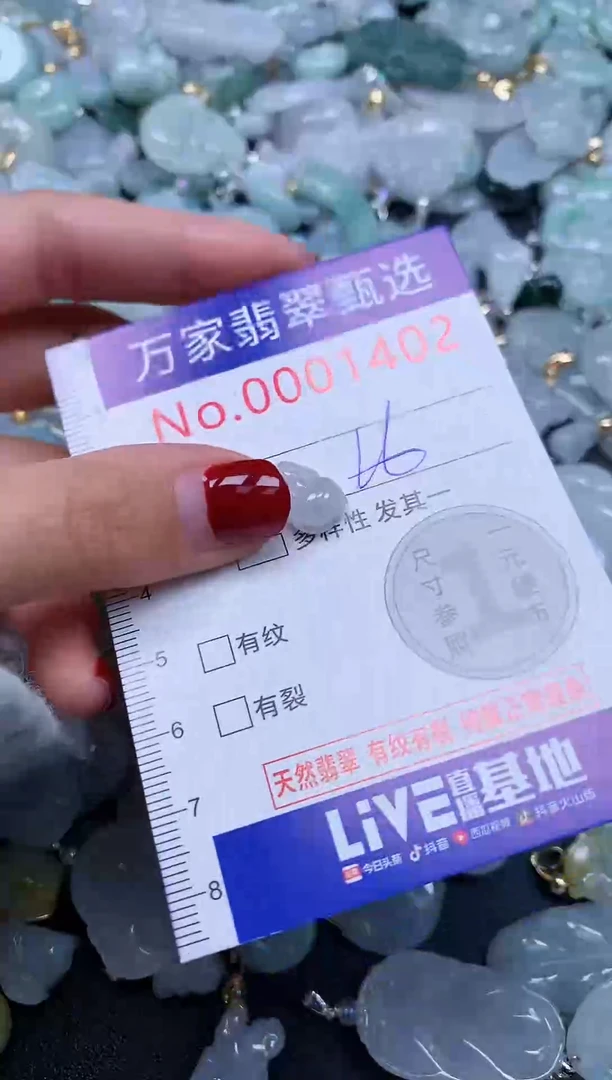 万家翡翠甄选
No.0001402
16
多样性 发其一
尺寸参照
一元硬币
1
4
5
有纹
6
有裂
天然翡翠 有纹有裂
7
LiVE直播基地
8
今日头条 抖音 西瓜视频 抖音火山版